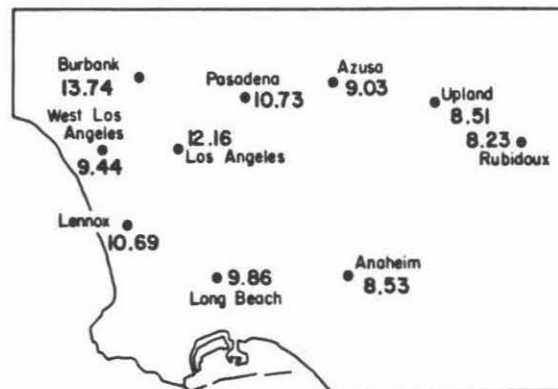 Burbank
13.74
Pasadena
10.73
Azusa
9.03
Upland
8.51
8.23
Rubidoux
West Los
Angeles
9.44
12.16
Los Angeles
Lennox
10.69
9.86
Long Beach
Anaheim
8.53